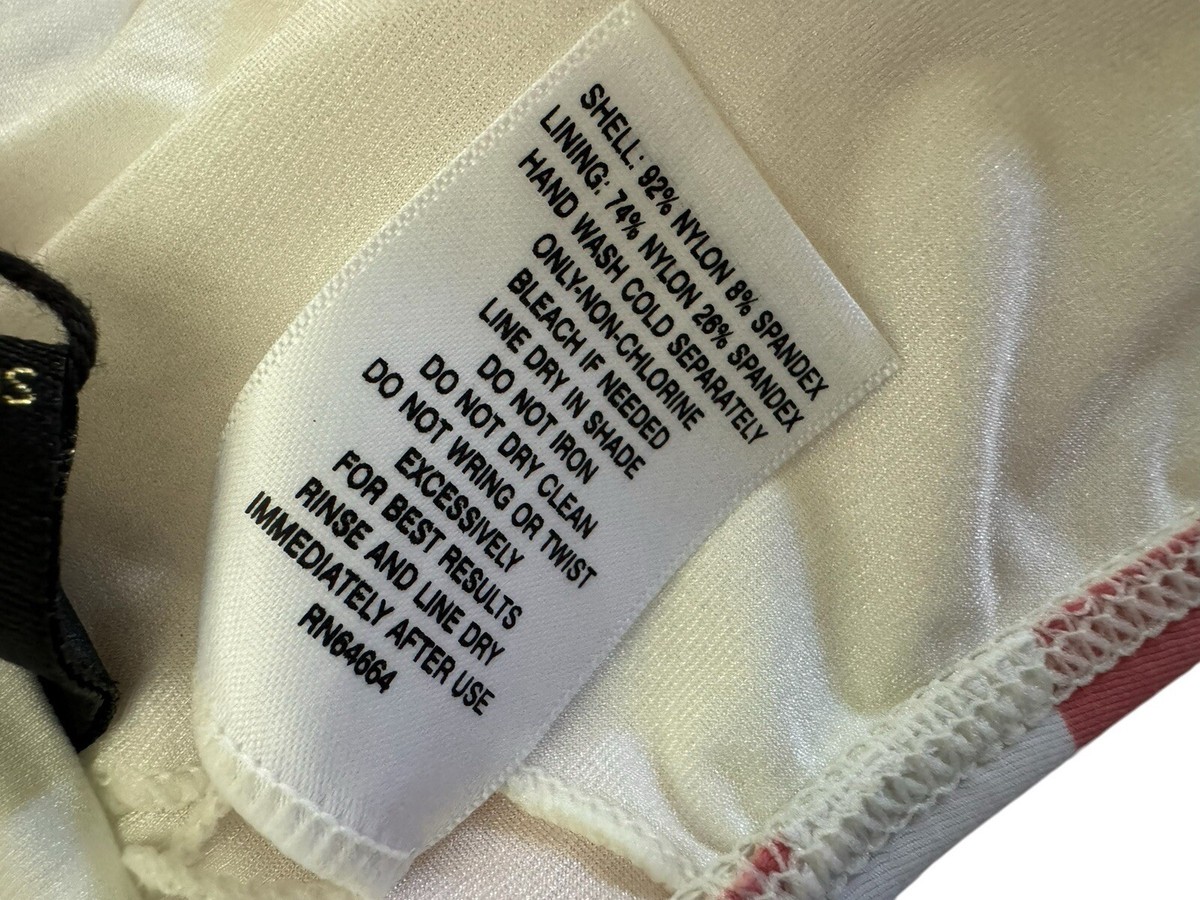 SHELL: 92% NYLON 8% SPANDEX
LINING: 74% NYLON 26% SPANDEX
HAND WASH COLD SEPARATELY
ONLY-NON-CHLORINE
BLEACH IF NEEDED
LINE DRY IN SHADE
DO NOT IRON
DO NOT DRY CLEAN
DO NOT WRING OR TWIST
EXCESSIVELY
FOR BEST RESULTS
RINSE AND LINE DRY
IMMEDIATELY AFTER USE
RN64664
S